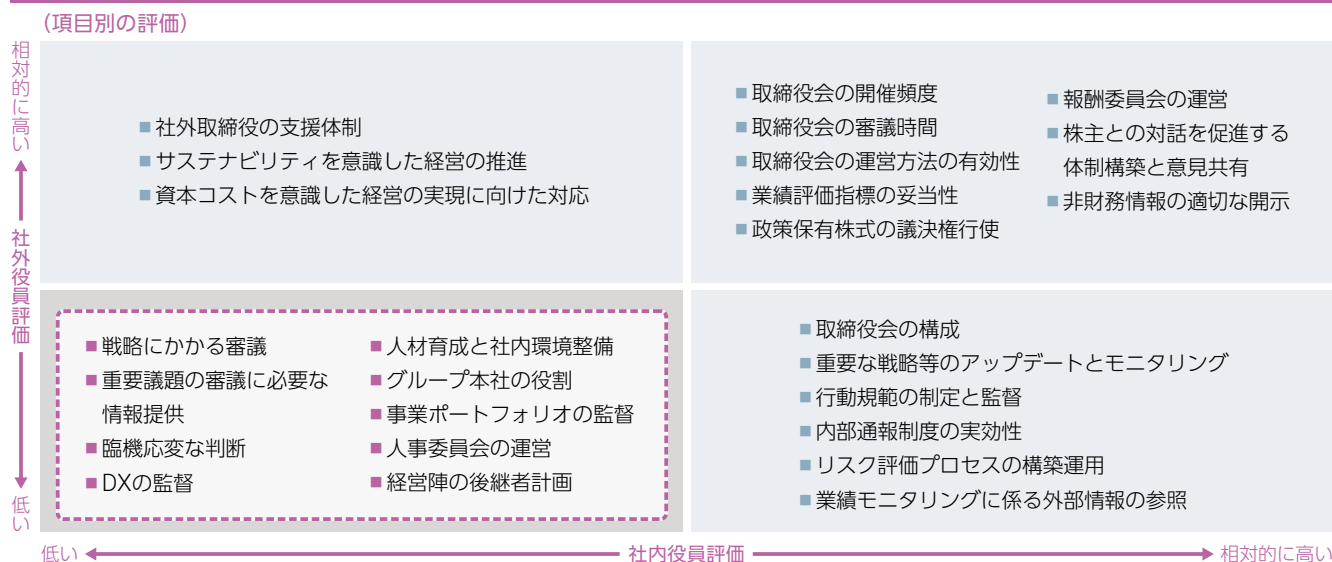 （項目別の評価）
相対的に高い
社外役員評価
低い
■社外取締役の支援体制
■サステナビリティを意識した経営の推進
■資本コストを意識した経営の実現に向けた対応
■取締役会の開催頻度
■取締役会の審議時間
■取締役会の運営方法の有効性
■業績評価指標の妥当性
■政策保有株式の議決権行使
■報酬委員会の運営
■株主との対話を促進する
体制構築と意見共有
■非財務情報の適切な開示
■戦略にかかる審議
■重要議題の審議に必要な
情報提供
■臨機応変な判断
■DXの監督
■人材育成と社内環境整備
■グループ本社の役割
■事業ポートフォリオの監督
■人事委員会の運営
■経営陣の後継者計画
■取締役会の構成
■重要な戦略等のアップデートとモニタリング
■行動規範の制定と監督
■内部通報制度の実効性
■リスク評価プロセスの構築運用
■業績モニタリングに係る外部情報の参照
低い 社内役員評価 相対的に高い